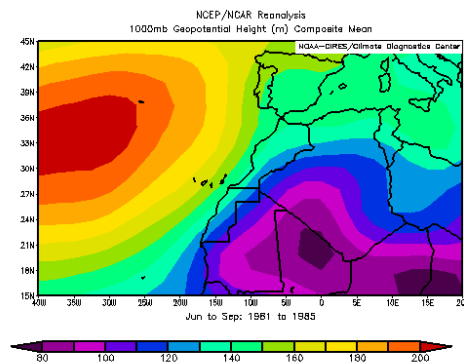 NCEP/NCAR Reanalysis
1000mb Geopotential Height (m) Composite Mean
NOAA-CIRES/Climate Diagnostics Center
45N
42N
39N
36N
33N
30N
27N
24N
21N
18N
15N
40W 35W 30W 25W 20W 15W 10W 5W 0 5E 10E 15E 20E
Jun to Sep: 1981 to 1985
80 100 120 140 160 180 200